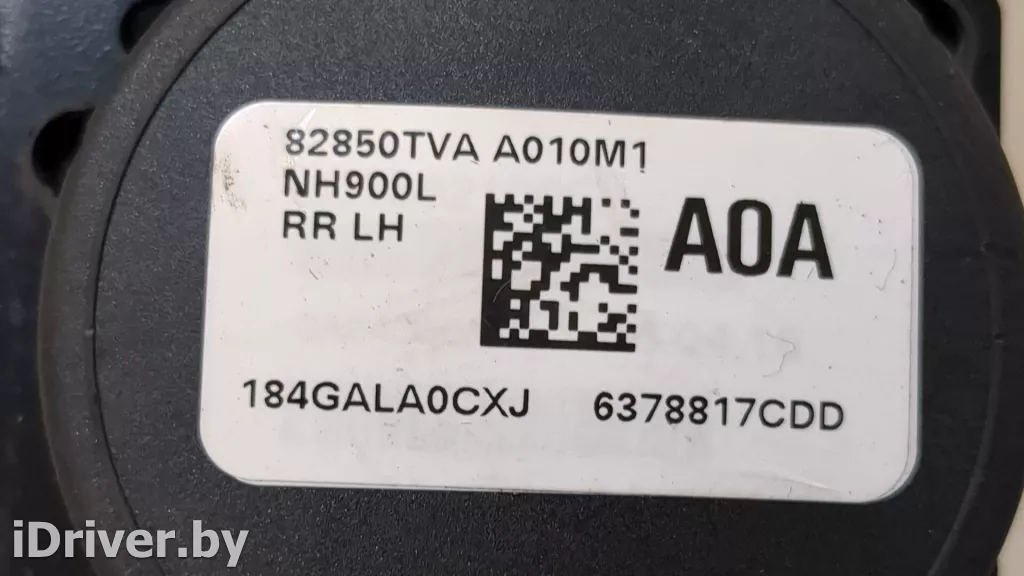 82850TVA A010M1
NH900L
RR LH
A0A
184GALA0CXJ 6378817CDD
iDriver.by